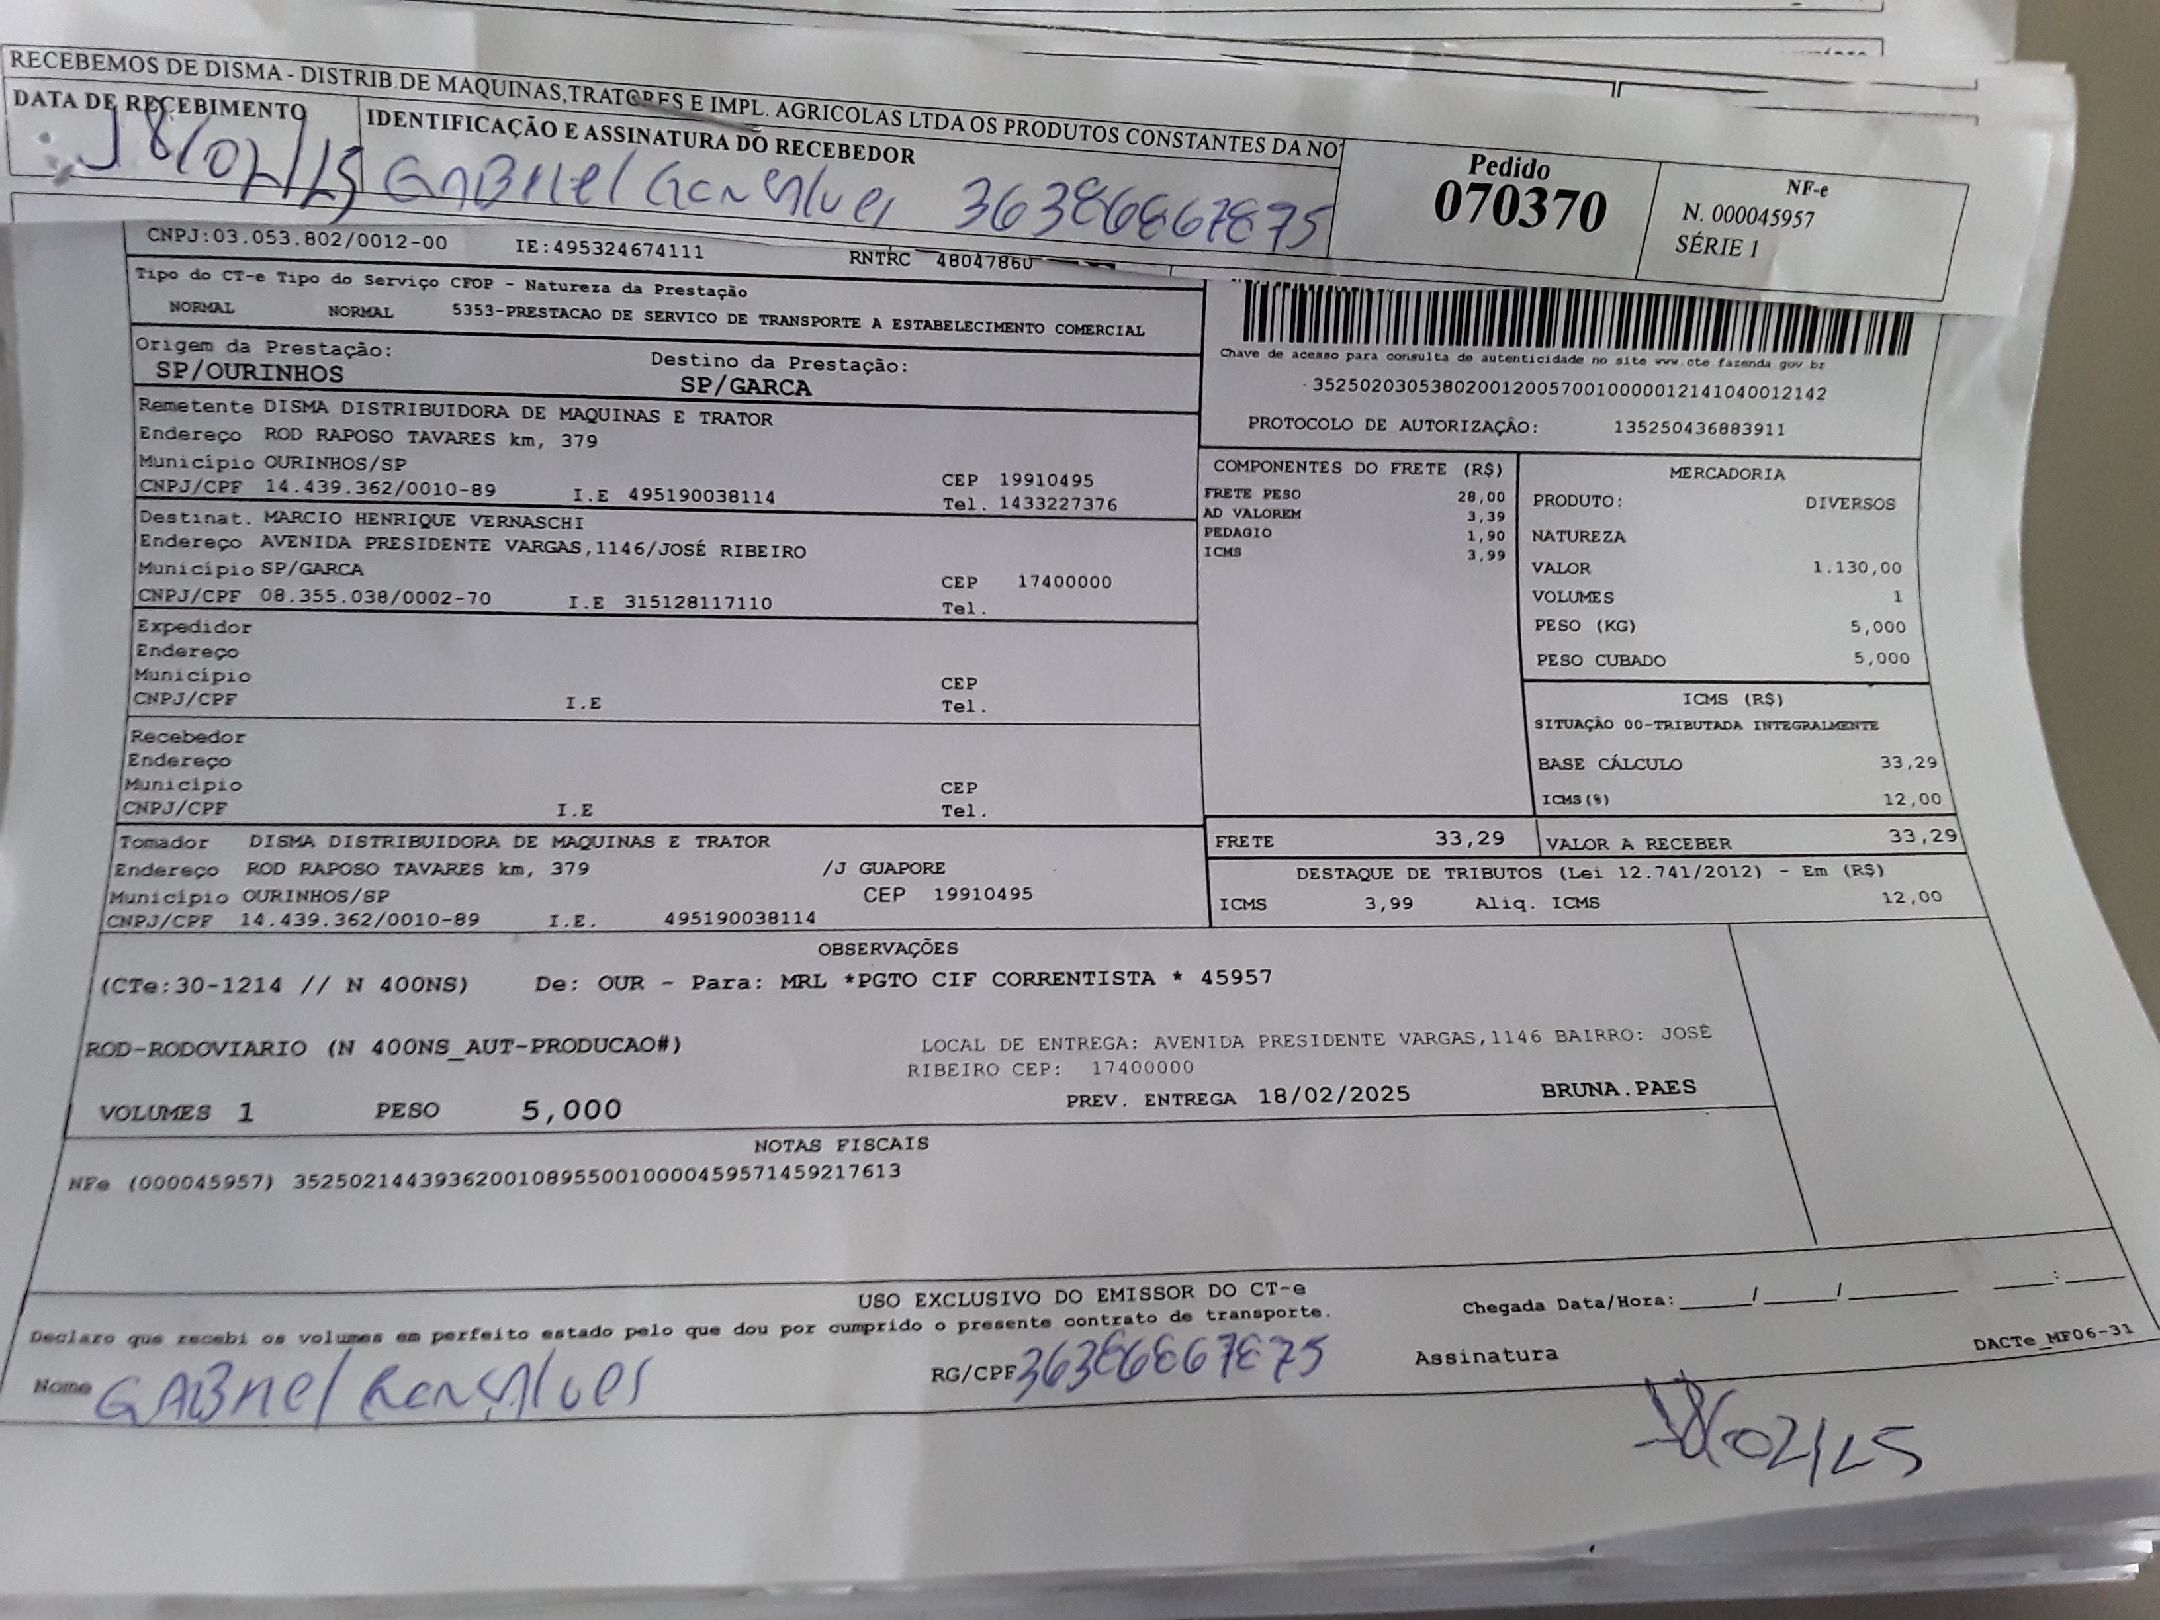 RECEBEMOS DE DISMA - DISTRIB.DE MAQUINAS,TRATORES E IMPL. AGRICOLAS LTDA OS PRODUTOS CONSTANTES DA NO
DATA DE RECEBIMENTO
18/02/25
IDENTIFICAÇÃO E ASSINATURA DO RECEBEDOR
GABRIel GonÇAlves 36386867875
Pedido
070370
NF-e
N. 000045957
SÉRIE 1
CNPJ:03.053.802/0012-00 IE:495324674111 RNTRC 48047860
Tipo do CT-e Tipo do Serviço CFOP - Natureza da Prestação
NORMAL NORMAL 5353-PRESTACAO DE SERVICO DE TRANSPORTE A ESTABELECIMENTO COMERCIAL
Origem da Prestação: Destino da Prestação:
SP/OURINHOS SP/GARCA
Chave de acesso para consulta de autenticidade no site www.cte.fazenda.gov.br
35250203053802001200570010000012141040012142
PROTOCOLO DE AUTORIZAÇÃO: 135250436883911
Remetente DISMA DISTRIBUIDORA DE MAQUINAS E TRATOR
Endereço ROD RAPOSO TAVARES km, 379
Município OURINHOS/SP CEP 19910495
CNPJ/CPF 14.439.362/0010-89 I.E 495190038114 Tel. 1433227376
Destinat. MARCIO HENRIQUE VERNASCHI
Endereço AVENIDA PRESIDENTE VARGAS,1146/JOSÉ RIBEIRO
Município SP/GARCA CEP 17400000
CNPJ/CPF 08.355.038/0002-70 I.E 315128117110 Tel.
Expedidor
Endereço
Município CEP
CNPJ/CPF I.E Tel.
Recebedor
Endereço
Município CEP
CNPJ/CPF I.E Tel.
Tomador DISMA DISTRIBUIDORA DE MAQUINAS E TRATOR
Endereço ROD RAPOSO TAVARES km, 379 /J GUAPORE
Município OURINHOS/SP CEP 19910495
CNPJ/CPF 14.439.362/0010-89 I.E. 495190038114
COMPONENTES DO FRETE (R$)
FRETE PESO 28,00
AD VALOREM 3,39
PEDAGIO 1,90
ICMS 3,99
MERCADORIA
PRODUTO: DIVERSOS
NATUREZA
VALOR 1.130,00
VOLUMES 1
PESO (KG) 5,000
PESO CUBADO 5,000
ICMS (R$)
SITUAÇÃO 00-TRIBUTADA INTEGRALMENTE
BASE CÁLCULO 33,29
ICMS(%) 12,00
FRETE 33,29 VALOR A RECEBER 33,29
DESTAQUE DE TRIBUTOS (Lei 12.741/2012) - Em (R$)
ICMS 3,99 Aliq. ICMS 12,00
OBSERVAÇÕES
(CTe:30-1214 // N 400NS) De: OUR - Para: MRL *PGTO CIF CORRENTISTA * 45957
ROD-RODOVIARIO (N 400NS_AUT-PRODUCAO#)
LOCAL DE ENTREGA: AVENIDA PRESIDENTE VARGAS,1146 BAIRRO: JOSÉ
RIBEIRO CEP: 17400000
VOLUMES 1 PESO 5,000 PREV. ENTREGA 18/02/2025 BRUNA.PAES
NOTAS FISCAIS
NFe (000045957) 35250214439362001089550010000459571459217613
USO EXCLUSIVO DO EMISSOR DO CT-e
Declaro que recebi os volumes em perfeito estado pelo que dou por cumprido o presente contrato de transporte.
Chegada Data/Hora:_____/_____/_______ ____:____
Nome GABRIel GonÇAlves RG/CPF 36386867875 Assinatura
DACTe_MF06-31
18/02/25